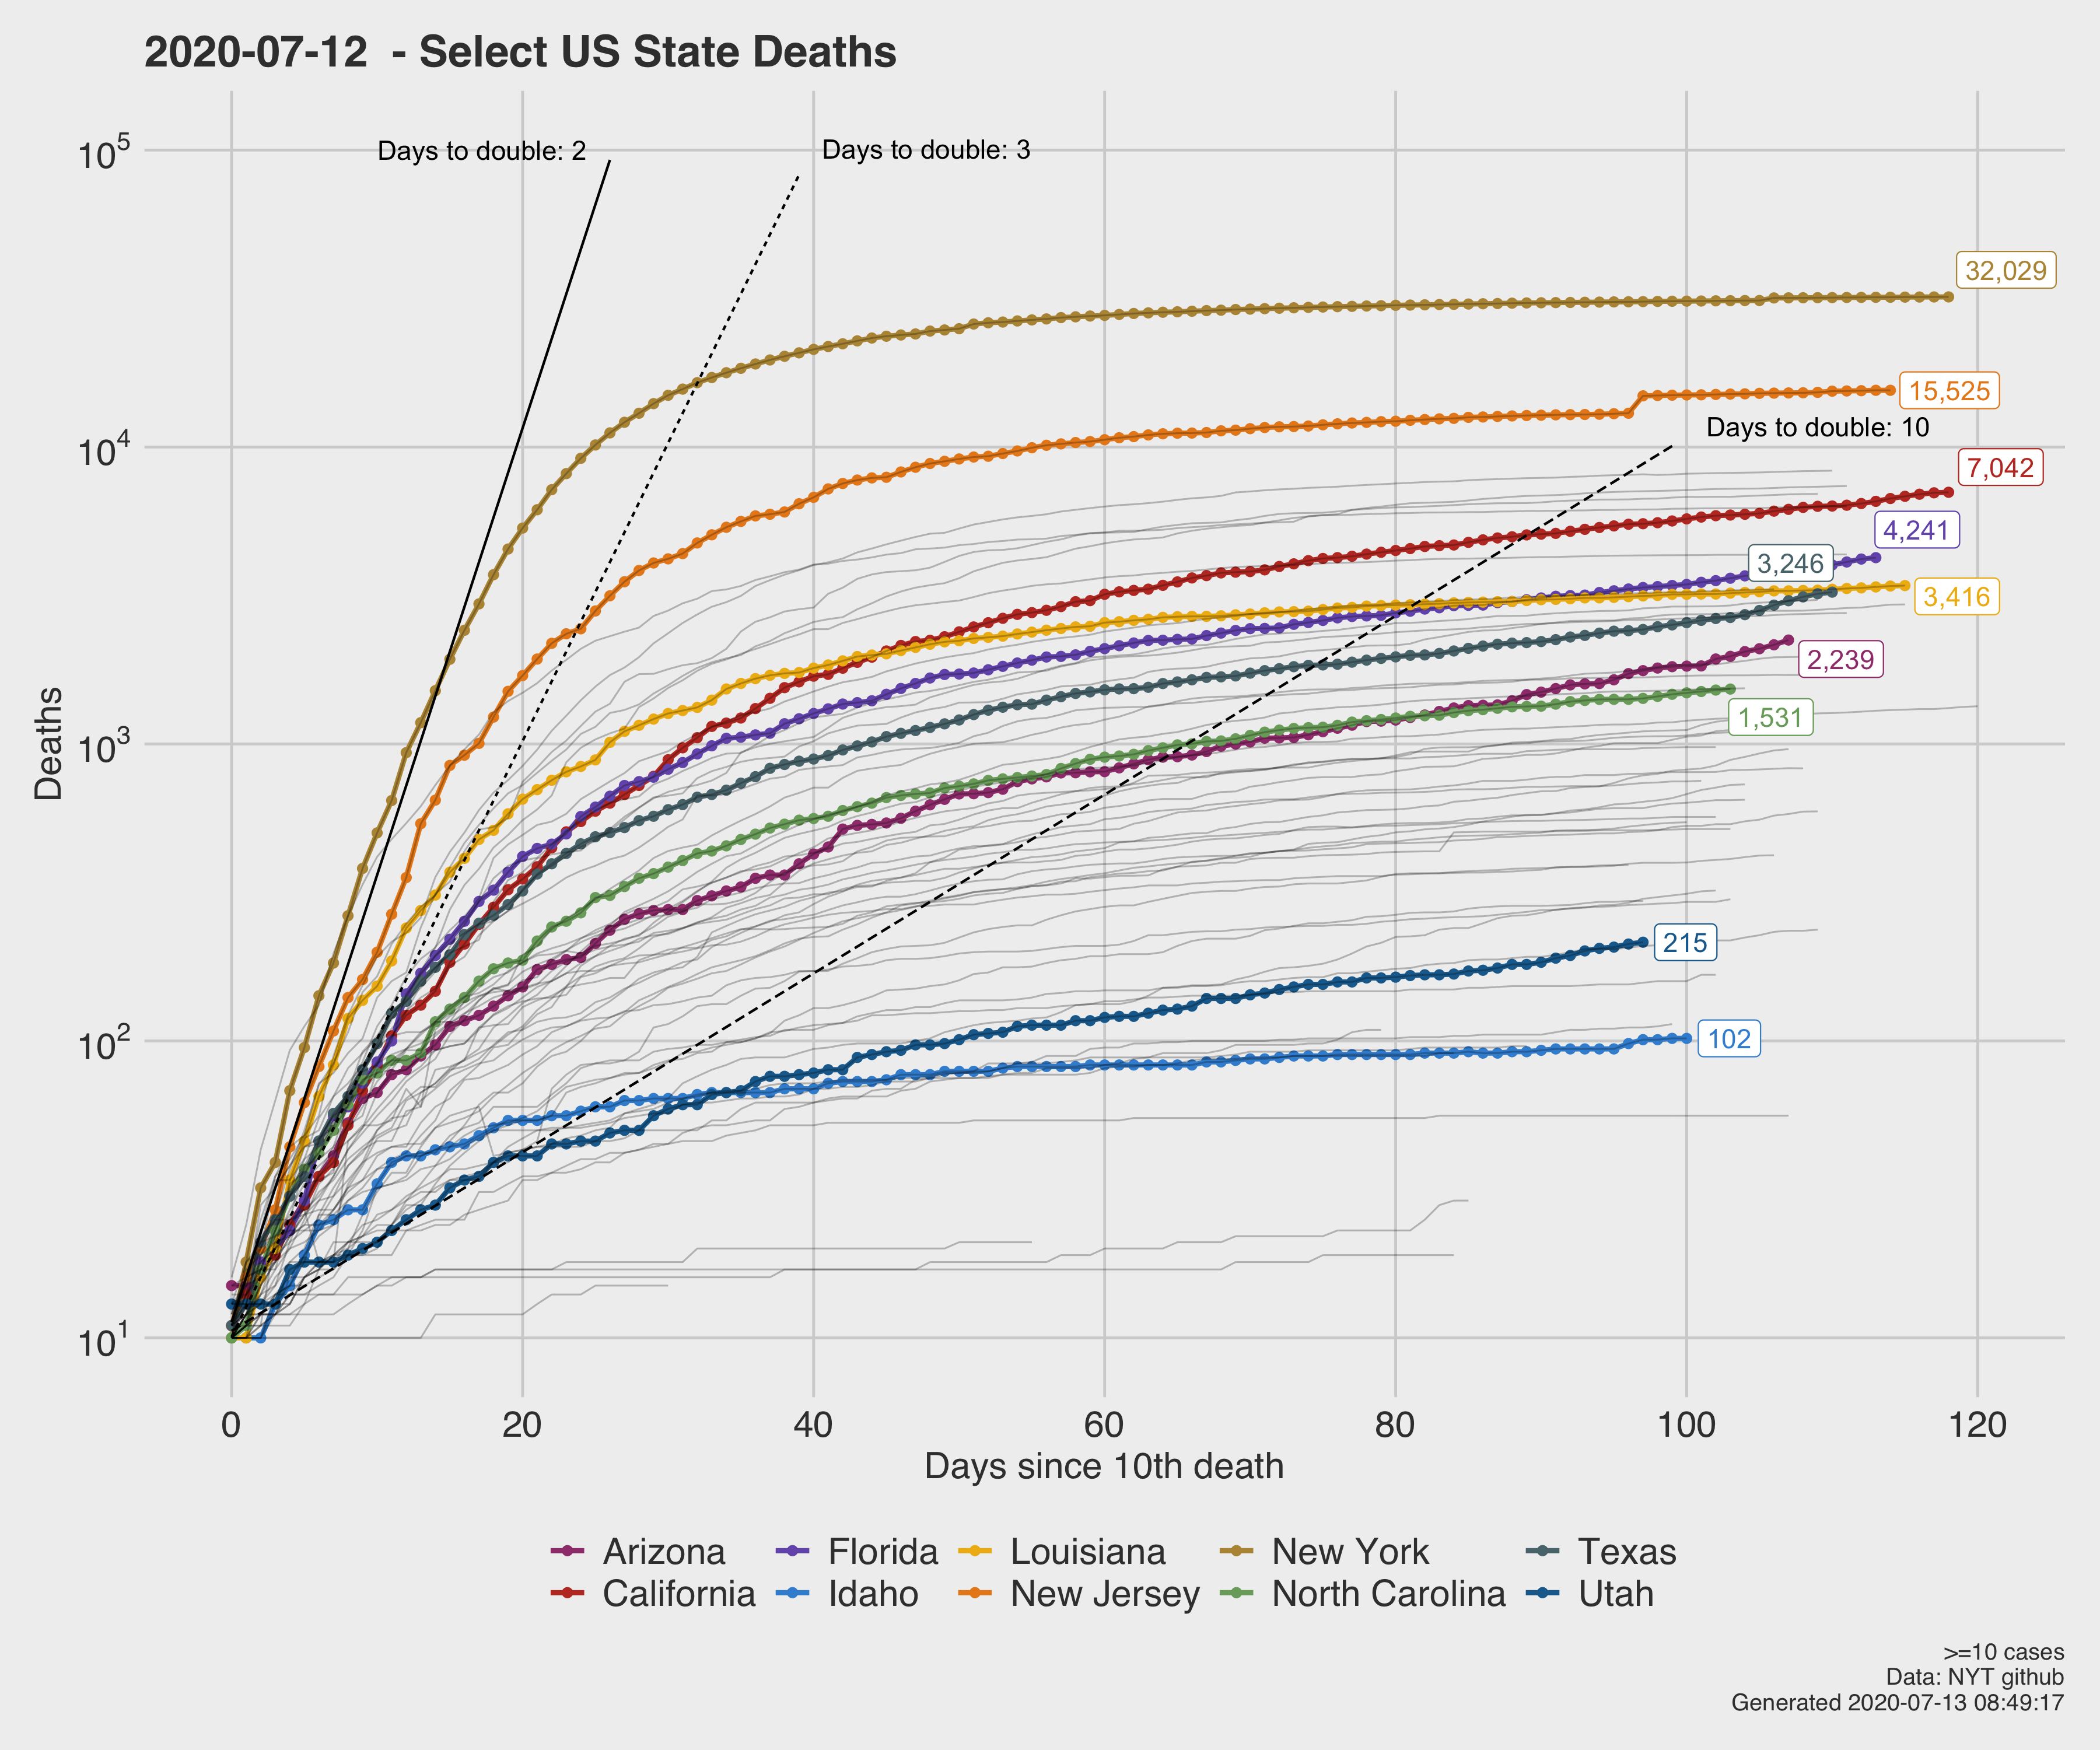 2020-07-12  - Select US State Deaths
Days to double: 2
Days to double: 3
10^5
32,029
15,525
Days to double: 10
10^4
7,042
4,241
3,246
3,416
2,239
1,531
10^3
Deaths
215
102
10^2
10^1
0 20 40 60 80 100 120
Days since 10th death
Arizona Florida Louisiana New York Texas
California Idaho New Jersey North Carolina Utah
>=10 cases
Data: NYT github
Generated 2020-07-13 08:49:17